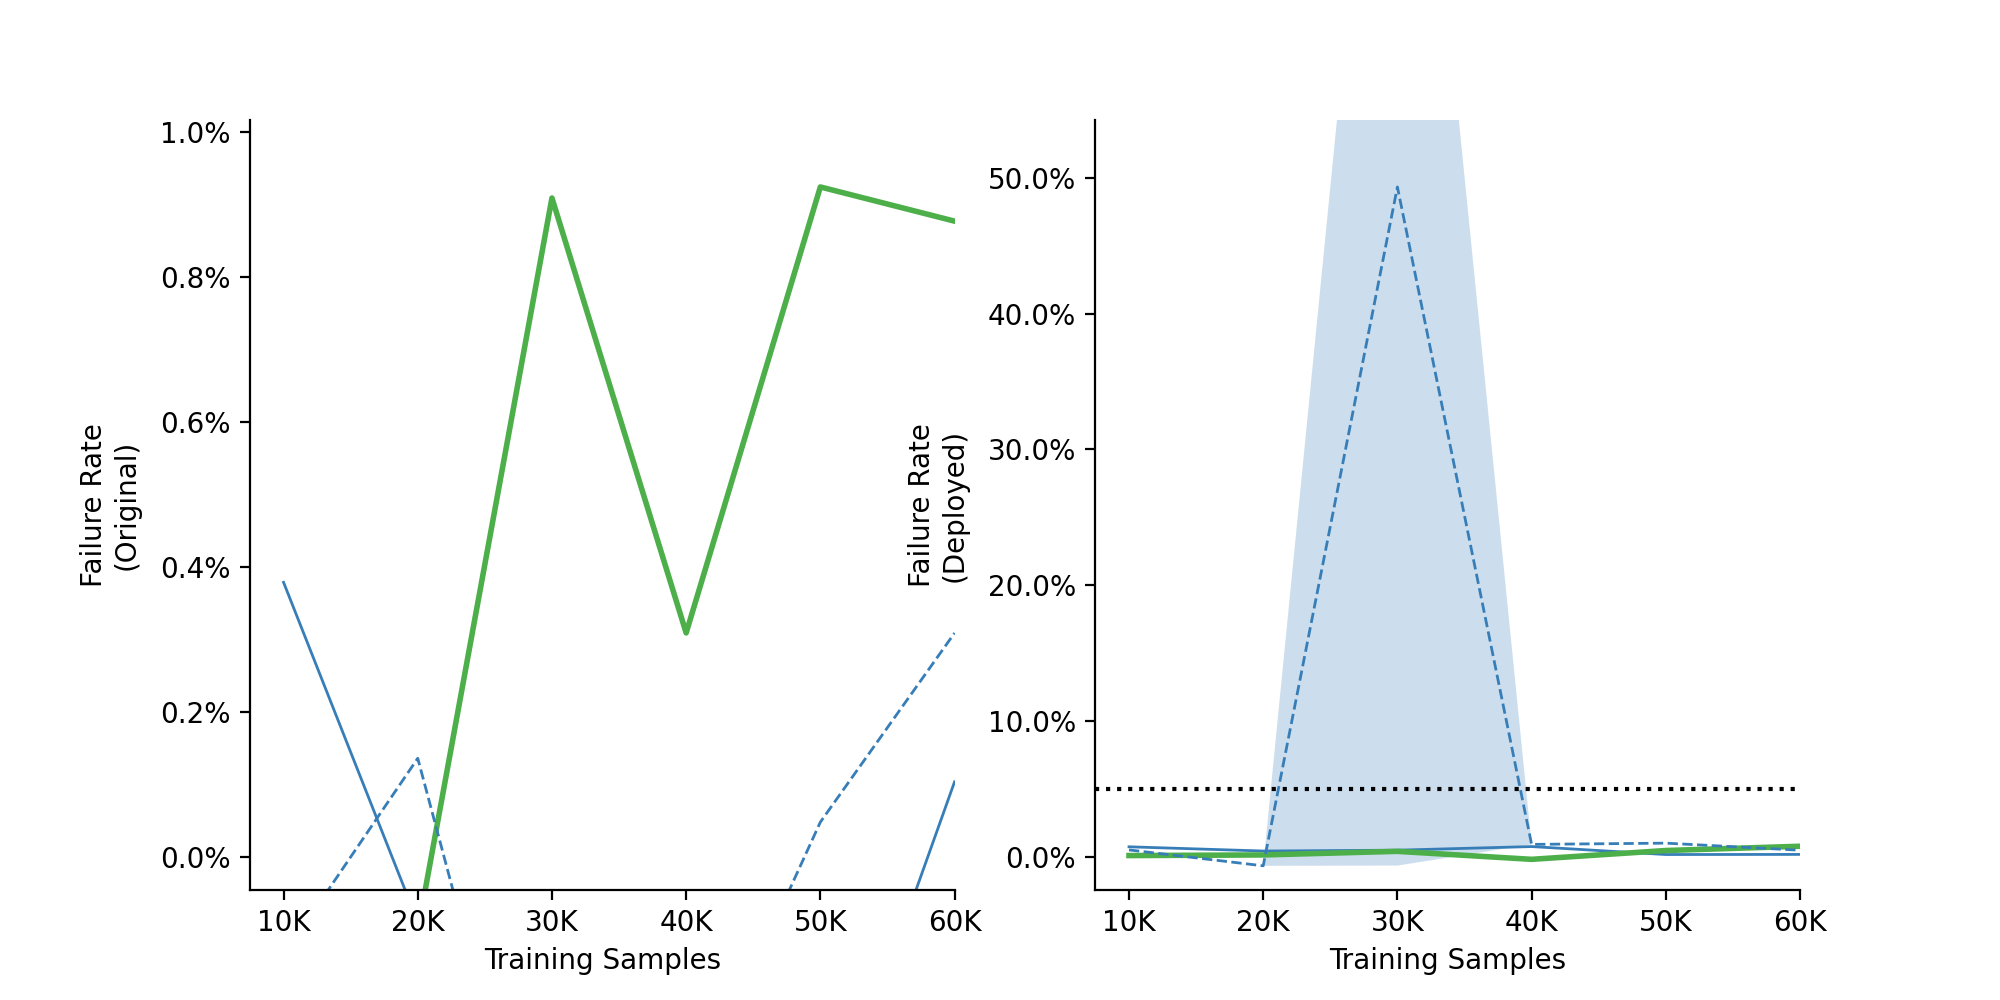 Failure Rate
(Original)
1.0%
0.8%
0.6%
0.4%
0.2%
0.0%
10K 20K 30K 40K 50K 60K
Training Samples
Failure Rate
(Deployed)
50.0%
40.0%
30.0%
20.0%
10.0%
0.0%
10K 20K 30K 40K 50K 60K
Training Samples